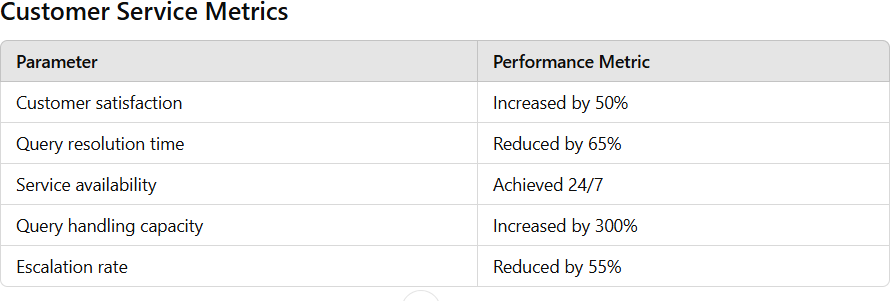 Customer Service Metrics
Parameter Performance Metric
Customer satisfaction Increased by 50%
Query resolution time Reduced by 65%
Service availability Achieved 24/7
Query handling capacity Increased by 300%
Escalation rate Reduced by 55%